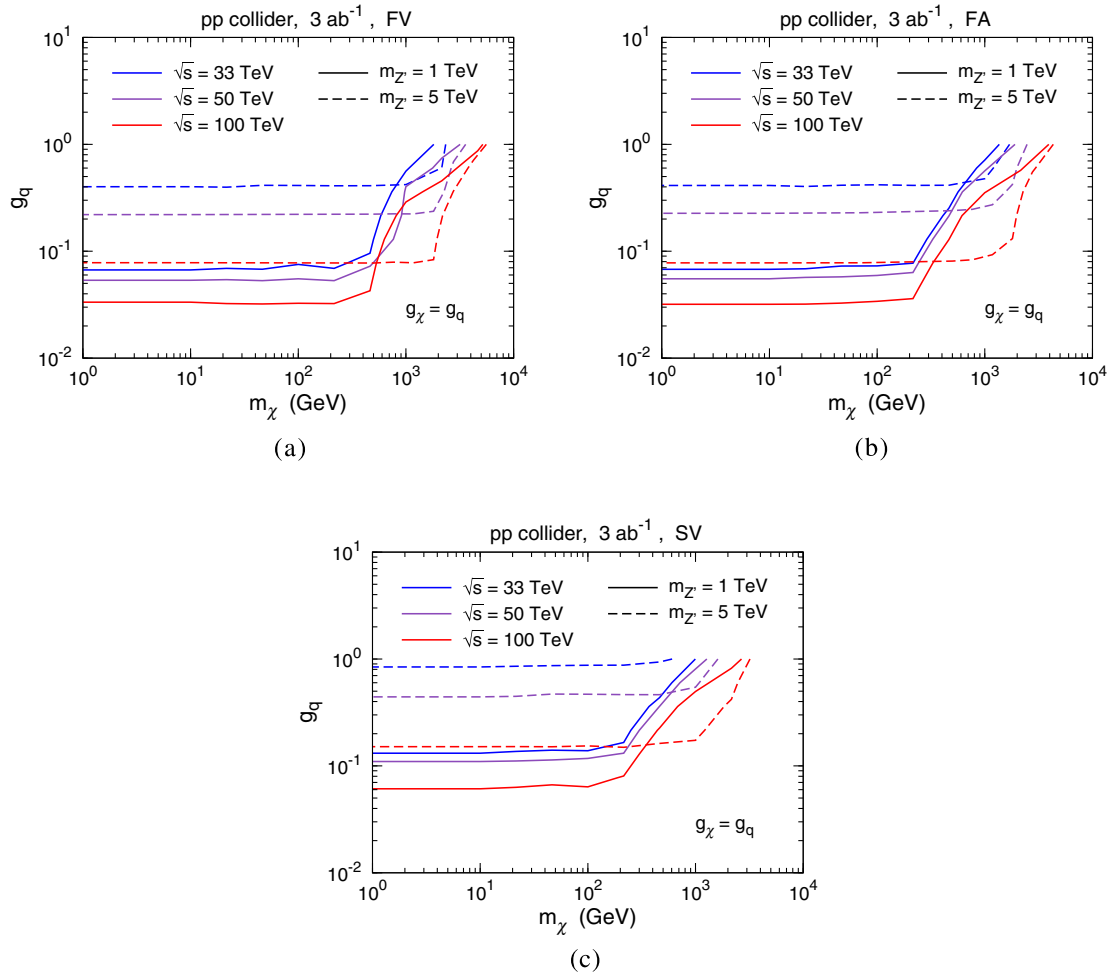 pp collider, 3 ab⁻¹ , FV
√s = 33 TeV
√s = 50 TeV
√s = 100 TeV
m_Z' = 1 TeV
m_Z' = 5 TeV
g_χ = g_q
g_q
10¹
10⁰
10⁻¹
10⁻²
10⁰ 10¹ 10² 10³ 10⁴
m_χ (GeV)
(a)
pp collider, 3 ab⁻¹ , FA
√s = 33 TeV
√s = 50 TeV
√s = 100 TeV
m_Z' = 1 TeV
m_Z' = 5 TeV
g_χ = g_q
g_q
10¹
10⁰
10⁻¹
10⁻²
10⁰ 10¹ 10² 10³ 10⁴
m_χ (GeV)
(b)
pp collider, 3 ab⁻¹ , SV
√s = 33 TeV
√s = 50 TeV
√s = 100 TeV
m_Z' = 1 TeV
m_Z' = 5 TeV
g_χ = g_q
g_q
10¹
10⁰
10⁻¹
10⁻²
10⁰ 10¹ 10² 10³ 10⁴
m_χ (GeV)
(c)